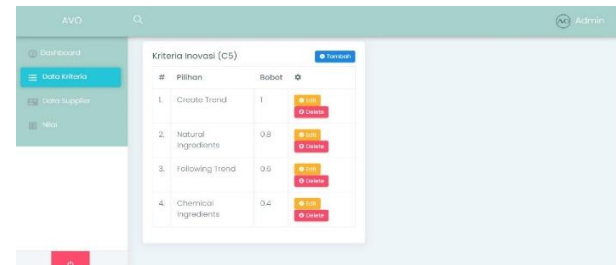 AVO
Admin
Dashboard
Data Kriteria
Data Supplier
Nilai
Kriteria Inovasi (C5)
Tambah
# Pilihan Bobot
1. Create Trend 1
Edit
Delete
2. Natural Ingredients 0.8
Edit
Delete
3. Following Trend 0.6
Edit
Delete
4. Chemical Ingredients 0.4
Edit
Delete